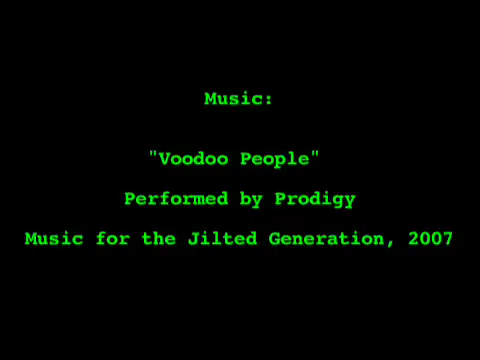 Music:
"Voodoo People"
Performed by Prodigy
Music for the Jilted Generation, 2007